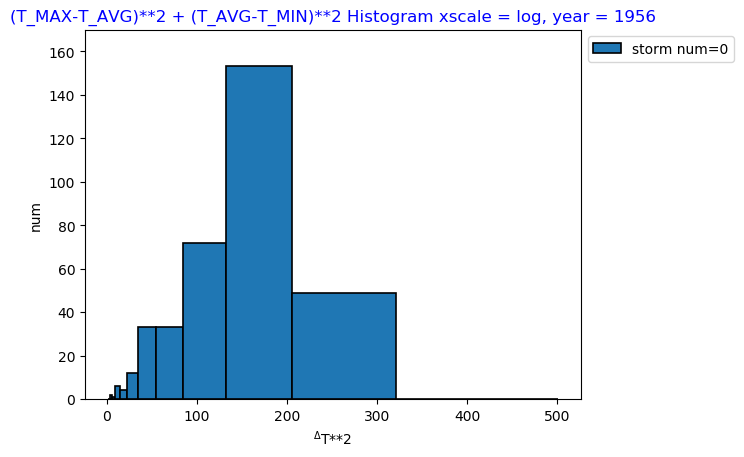 (T_MAX-T_AVG)**2 + (T_AVG-T_MIN)**2 Histogram xscale = log, year = 1956
storm num=0
160
140
120
100
80
60
40
20
0
num
0 100 200 300 400 500
ΔT**2